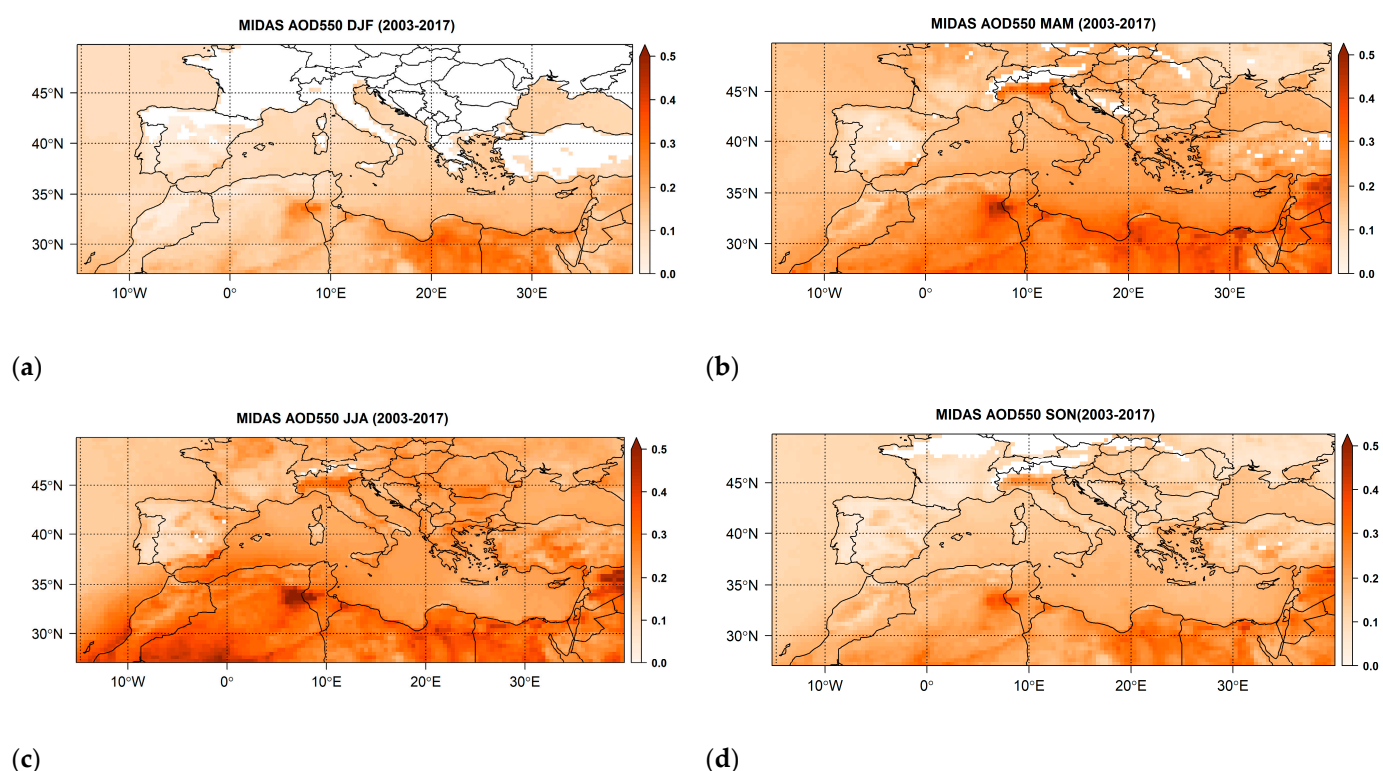 MIDAS AOD550 DJF (2003-2017)
45°N
40°N
35°N
30°N
10°W 0° 10°E 20°E 30°E
0.5
0.4
0.3
0.2
0.1
0.0
(a)
MIDAS AOD550 MAM (2003-2017)
45°N
40°N
35°N
30°N
10°W 0° 10°E 20°E 30°E
0.5
0.4
0.3
0.2
0.1
0.0
(b)
MIDAS AOD550 JJA (2003-2017)
45°N
40°N
35°N
30°N
10°W 0° 10°E 20°E 30°E
0.5
0.4
0.3
0.2
0.1
0.0
(c)
MIDAS AOD550 SON(2003-2017)
45°N
40°N
35°N
30°N
10°W 0° 10°E 20°E 30°E
0.5
0.4
0.3
0.2
0.1
0.0
(d)